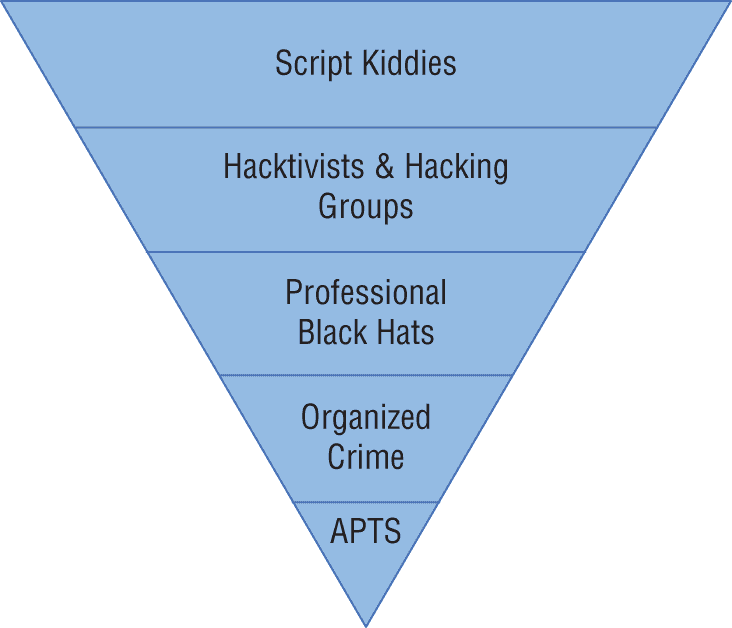 Script Kiddies
Hacktivists & Hacking
Groups
Professional
Black Hats
Organized
Crime
APTS